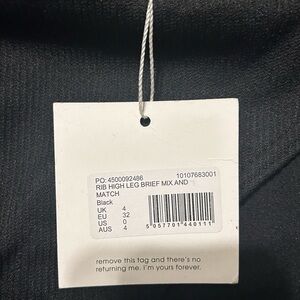 PO: 4500092486 10107683001
RIB HIGH LEG BRIEF MIX AND
MATCH
Black
UK 4
EU 32
US 0
AUS 4
5 057701 440511
remove this tag and there's no
returning me. I'm yours forever.